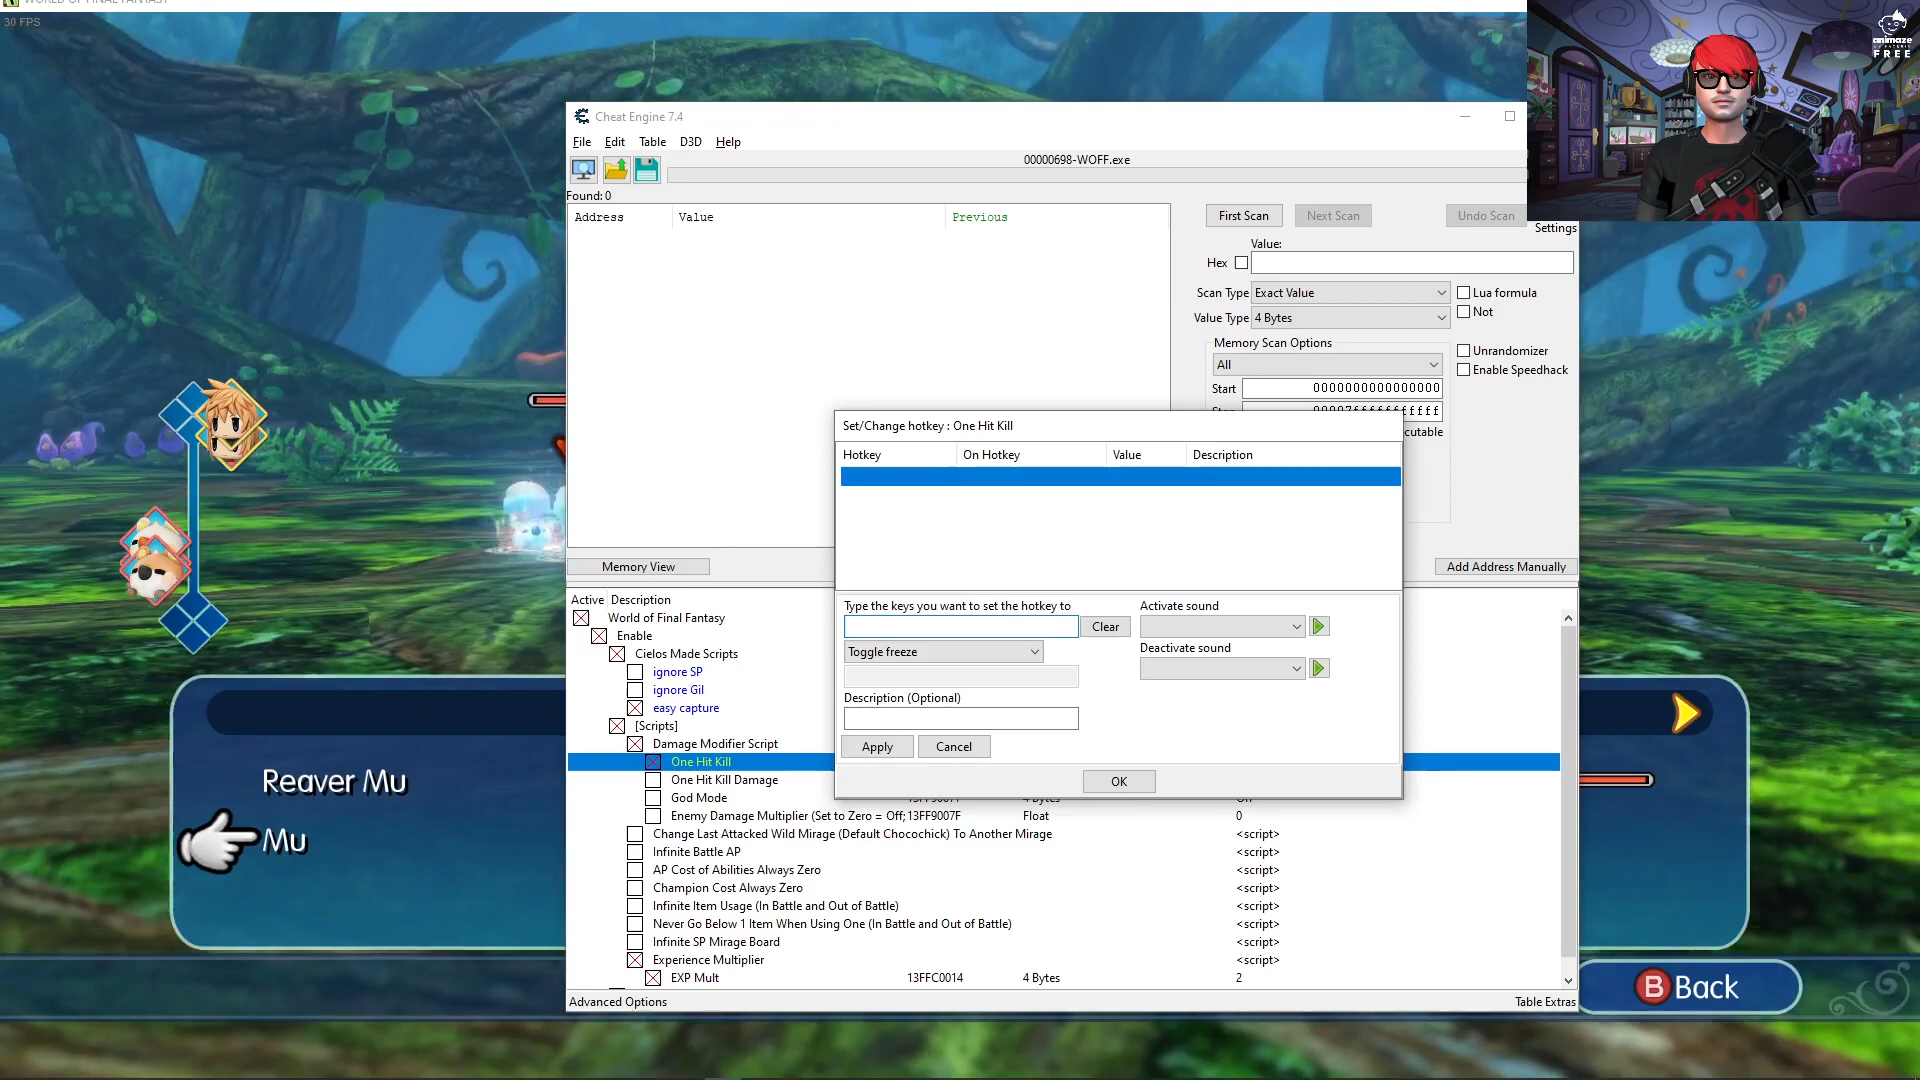 WORLD OF FINAL FANTASY
30 FPS
animaze
FREE
Cheat Engine 7.4
File Edit Table D3D Help
00000698-WOFF.exe
Found: 0
Address Value Previous
First Scan Next Scan Undo Scan
Settings
Value:
Hex
Scan Type Exact Value Lua formula
Value Type 4 Bytes Not
Memory Scan Options
All
Unrandomizer
Enable Speedhack
Start 0000000000000000
Stop 00007fffffffffff
cutable
Set/Change hotkey : One Hit Kill
Hotkey On Hotkey Value Description
Memory View
Add Address Manually
Type the keys you want to set the hotkey to
Clear
Toggle freeze
Description (Optional)
Apply Cancel
Activate sound
Deactivate sound
OK
Active Description
World of Final Fantasy
Enable
Cielos Made Scripts
ignore SP
ignore Gil
easy capture
[Scripts]
Damage Modifier Script
One Hit Kill
One Hit Kill Damage
God Mode 4 Bytes On
Enemy Damage Multiplier (Set to Zero = Off; 13FF9007F Float 0
Change Last Attacked Wild Mirage (Default Chocochick) To Another Mirage <script>
Infinite Battle AP <script>
AP Cost of Abilities Always Zero <script>
Champion Cost Always Zero <script>
Infinite Item Usage (In Battle and Out of Battle) <script>
Never Go Below 1 Item When Using One (In Battle and Out of Battle) <script>
Infinite SP Mirage Board <script>
Experience Multiplier <script>
EXP Mult 13FFC0014 4 Bytes 2
Advanced Options Table Extras
Reaver Mu
Mu
B Back